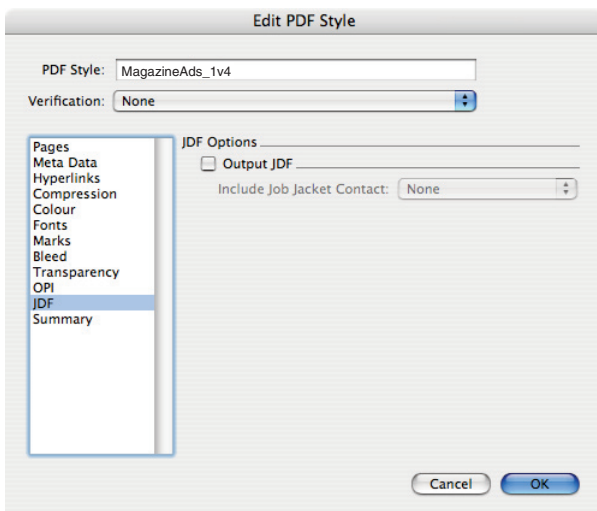 Edit PDF Style
PDF Style: MagazineAds_1v4
Verification: None
Pages
Meta Data
Hyperlinks
Compression
Colour
Fonts
Marks
Bleed
Transparency
OPI
JDF
Summary
JDF Options
Output JDF
Include Job Jacket Contact: None
Cancel OK